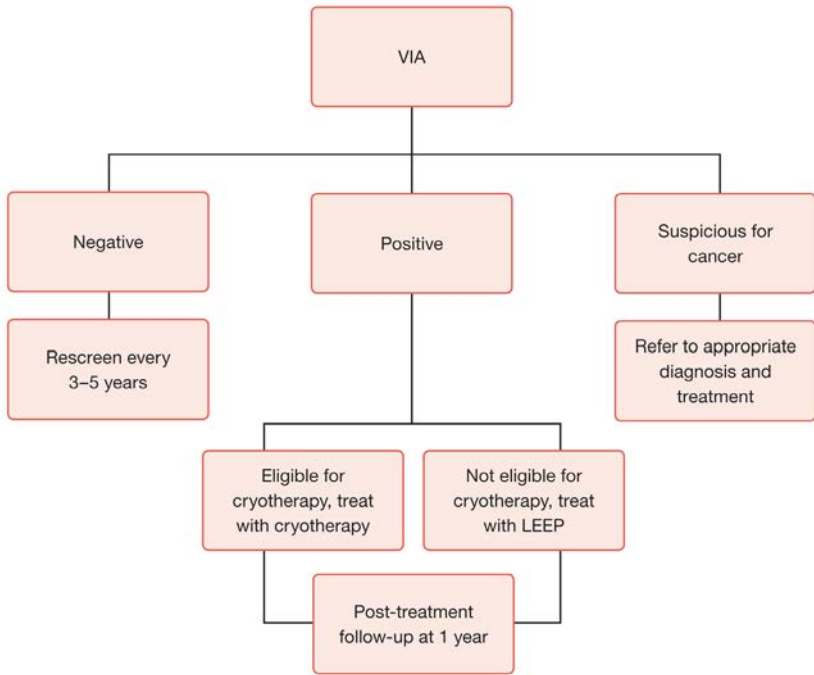 VIA
Negative
Positive
Suspicious for
cancer
Rescreen every
3–5 years
Refer to appropriate
diagnosis and
treatment
Eligible for
cryotherapy, treat
with cryotherapy
Not eligible for
cryotherapy, treat
with LEEP
Post-treatment
follow-up at 1 year